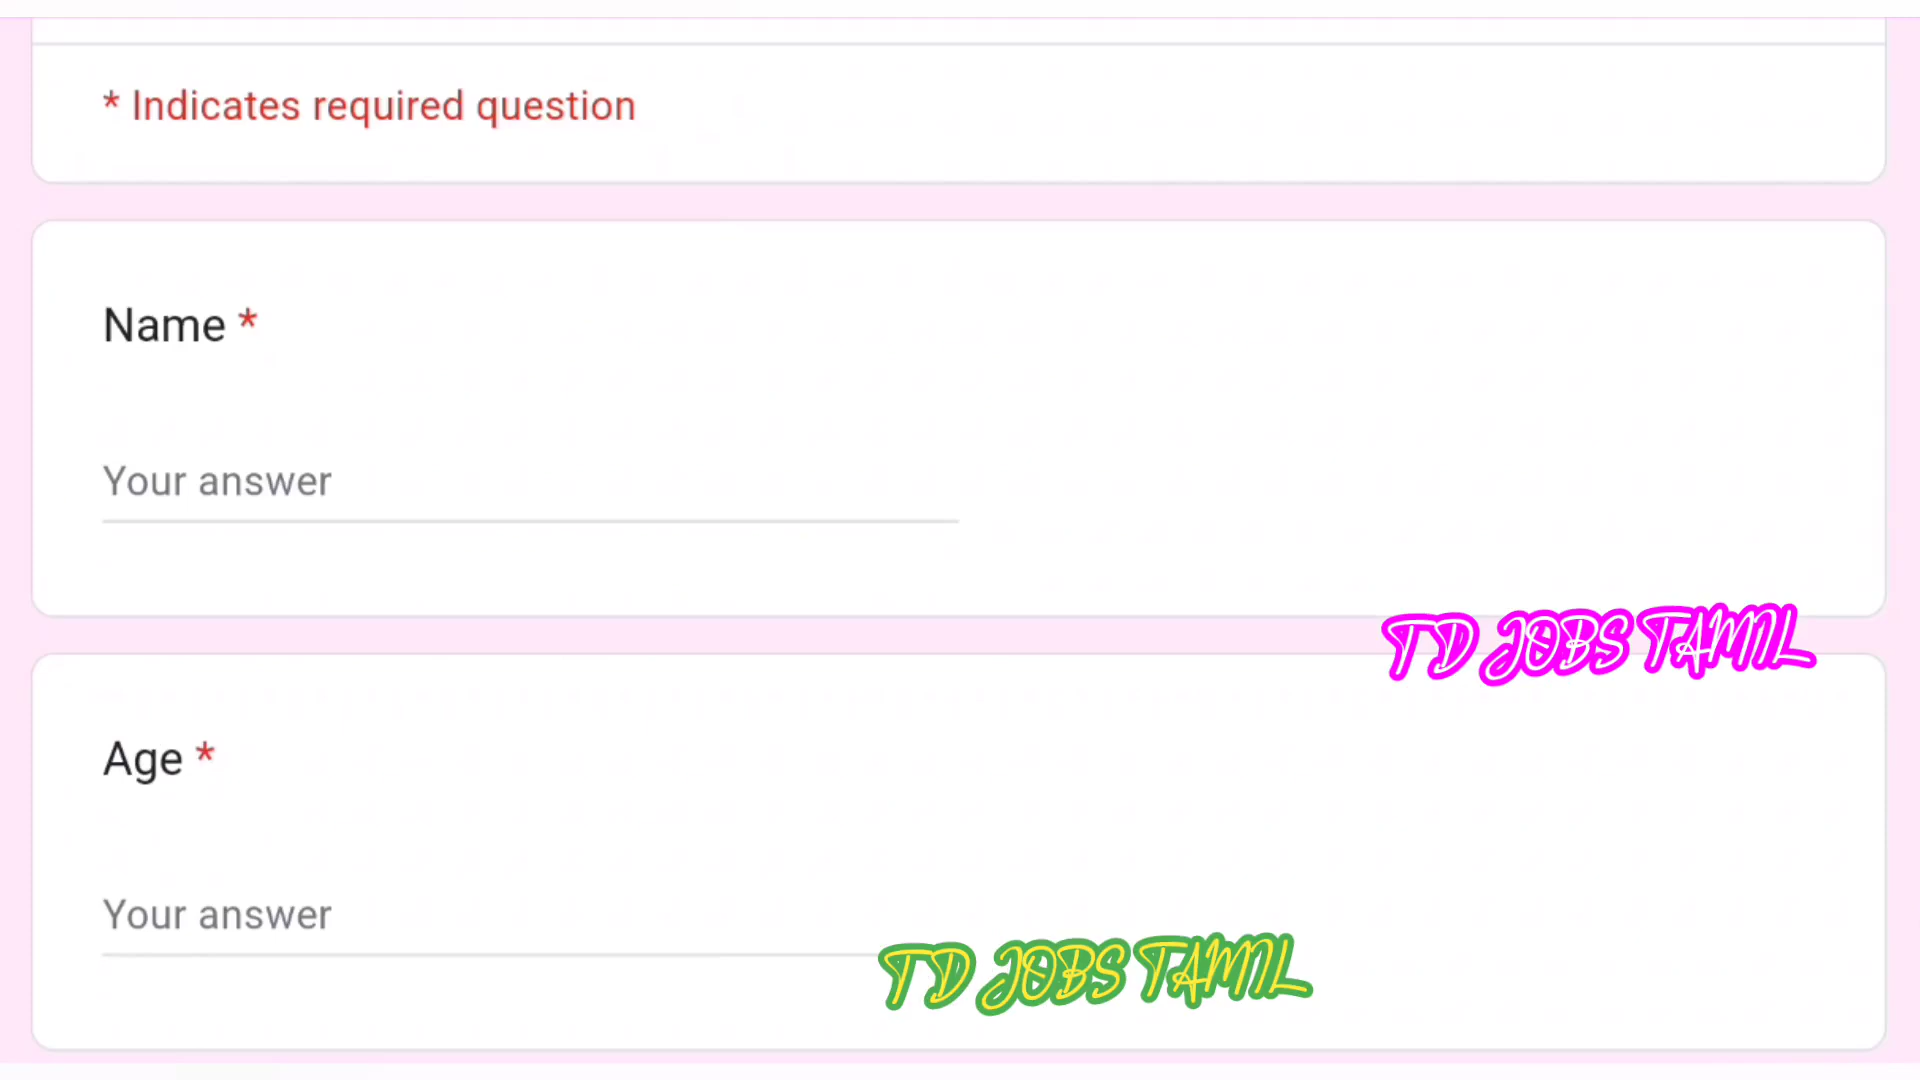 * Indicates required question
Name *
Your answer
TD JOBS TAMIL
Age *
Your answer
TD JOBS TAMIL